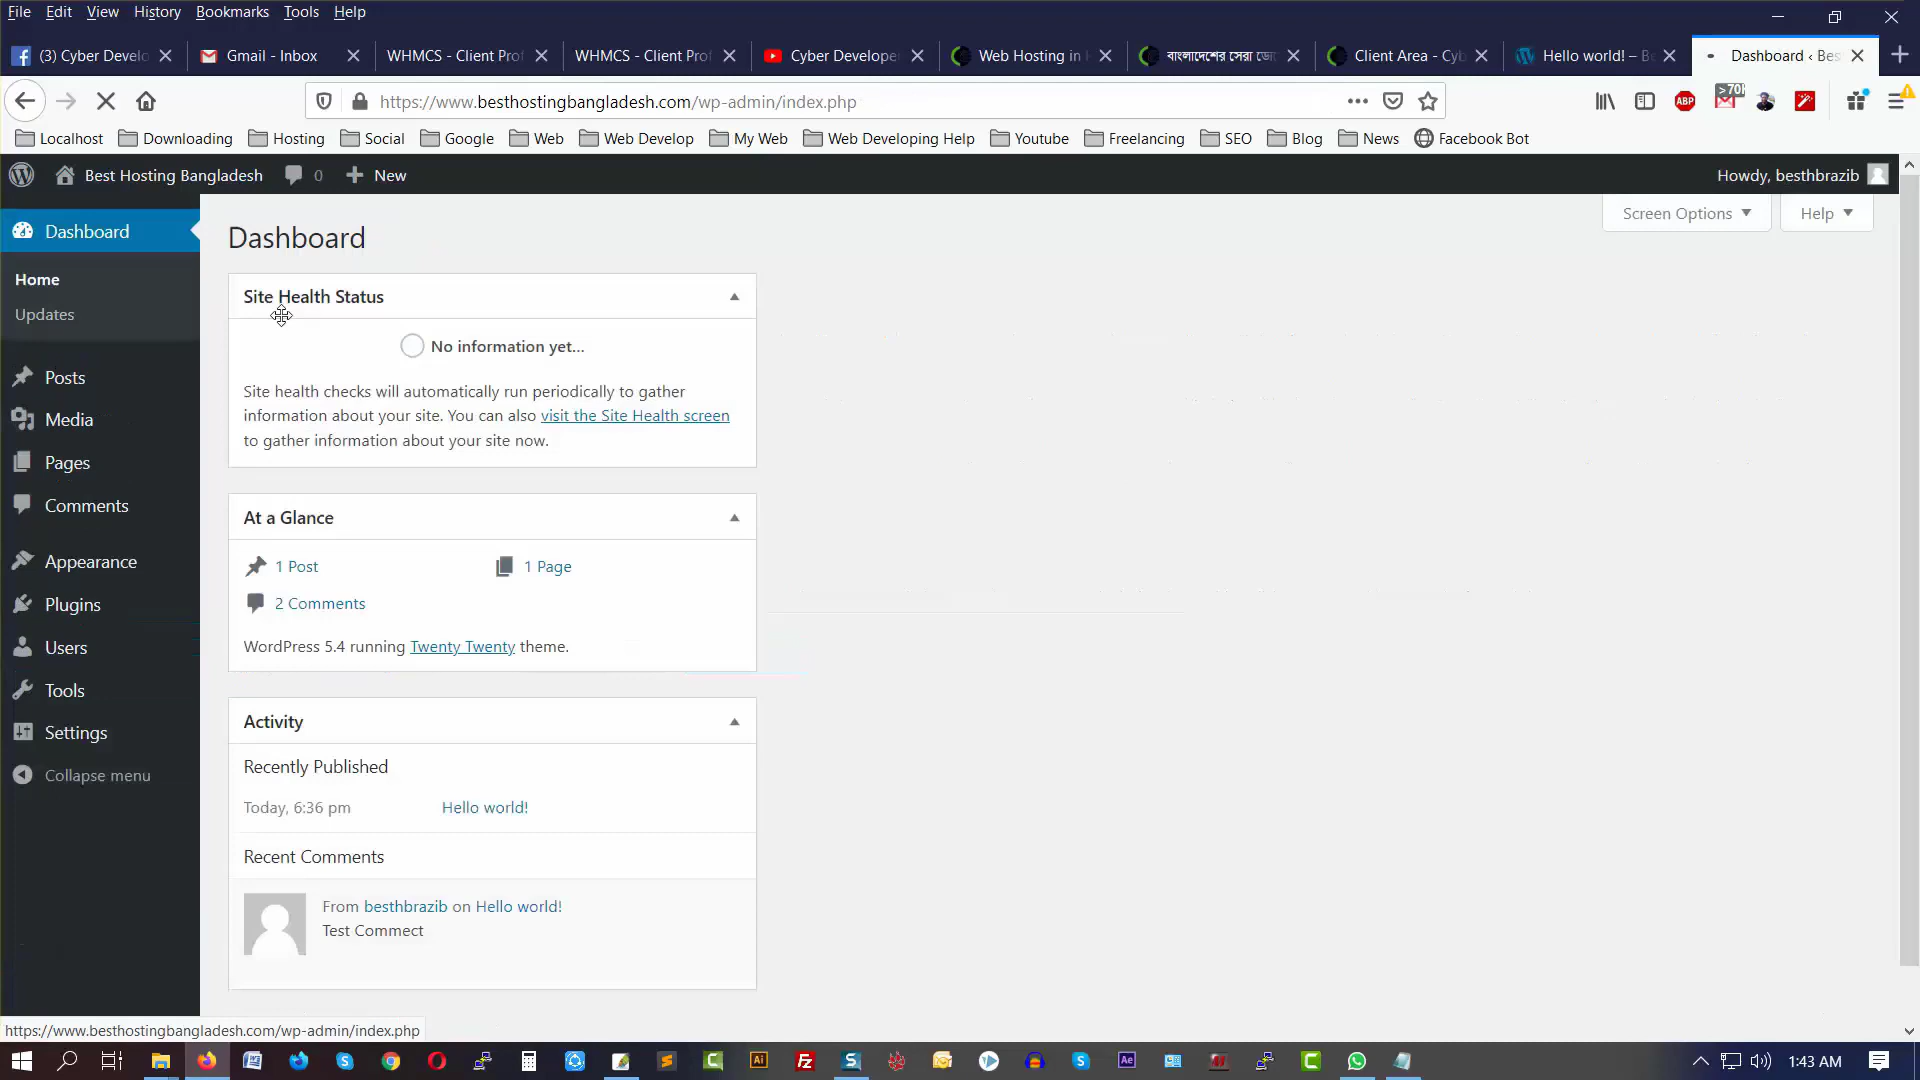 File Edit View History Bookmarks Tools Help
(3) Cyber Devel
Gmail - Inbox
WHMCS - Client Pro
WHMCS - Client Pro
Cyber Develope
Web Hosting in
বাংলাদেশের সেরা ডো
Client Area - Cyb
Hello world! – Be
Dashboard ‹ Bes
https://www.besthostingbangladesh.com/wp-admin/index.php
ABP
> 70k
Localhost Downloading Hosting Social Google Web Web Develop My Web Web Developing Help Youtube Freelancing SEO Blog News Facebook Bot
Best Hosting Bangladesh 0 New Howdy, besthbrazib
Screen Options Help
Dashboard
Home
Updates
Posts
Media
Pages
Comments
Appearance
Plugins
Users
Tools
Settings
Collapse menu
Dashboard
Site Health Status
No information yet...
Site health checks will automatically run periodically to gather
information about your site. You can also visit the Site Health screen
to gather information about your site now.
At a Glance
1 Post 1 Page
2 Comments
WordPress 5.4 running Twenty Twenty theme.
Activity
Recently Published
Today, 6:36 pm Hello world!
Recent Comments
From besthbrazib on Hello world!
Test Commect
https://www.besthostingbangladesh.com/wp-admin/index.php
1:43 AM